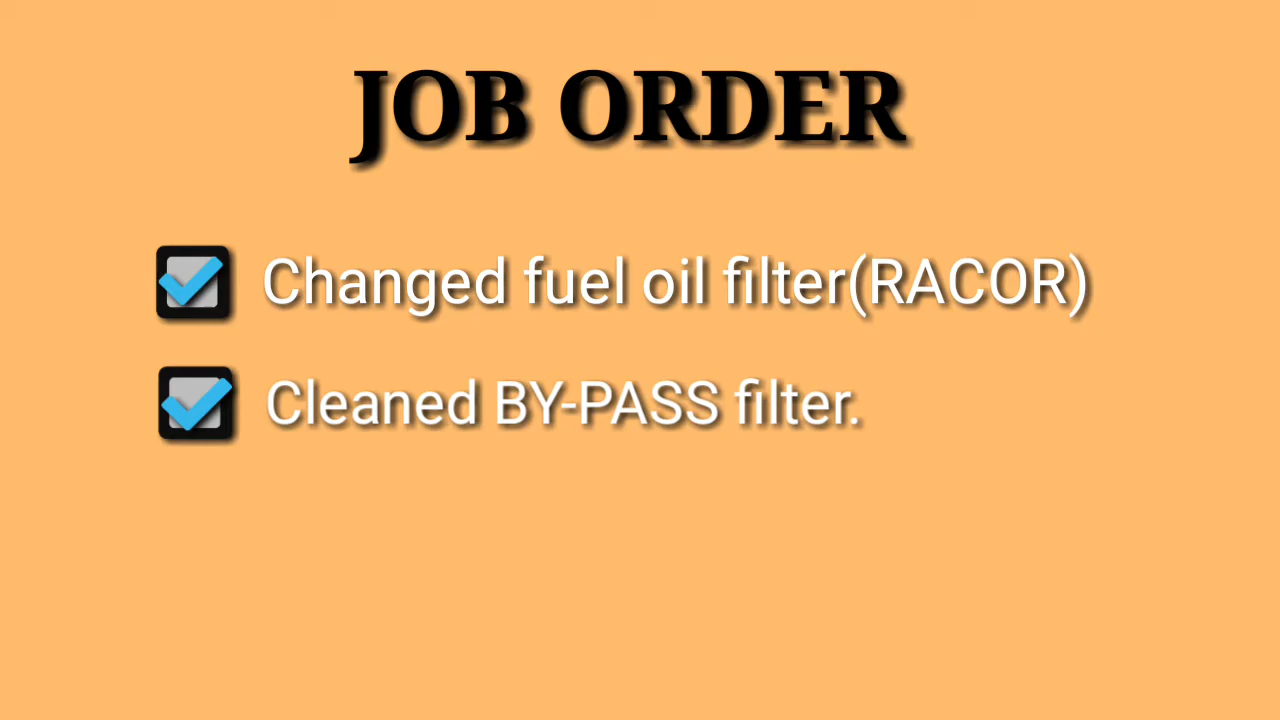 JOB ORDER
Changed fuel oil filter(RACOR)
Cleaned BY-PASS filter.